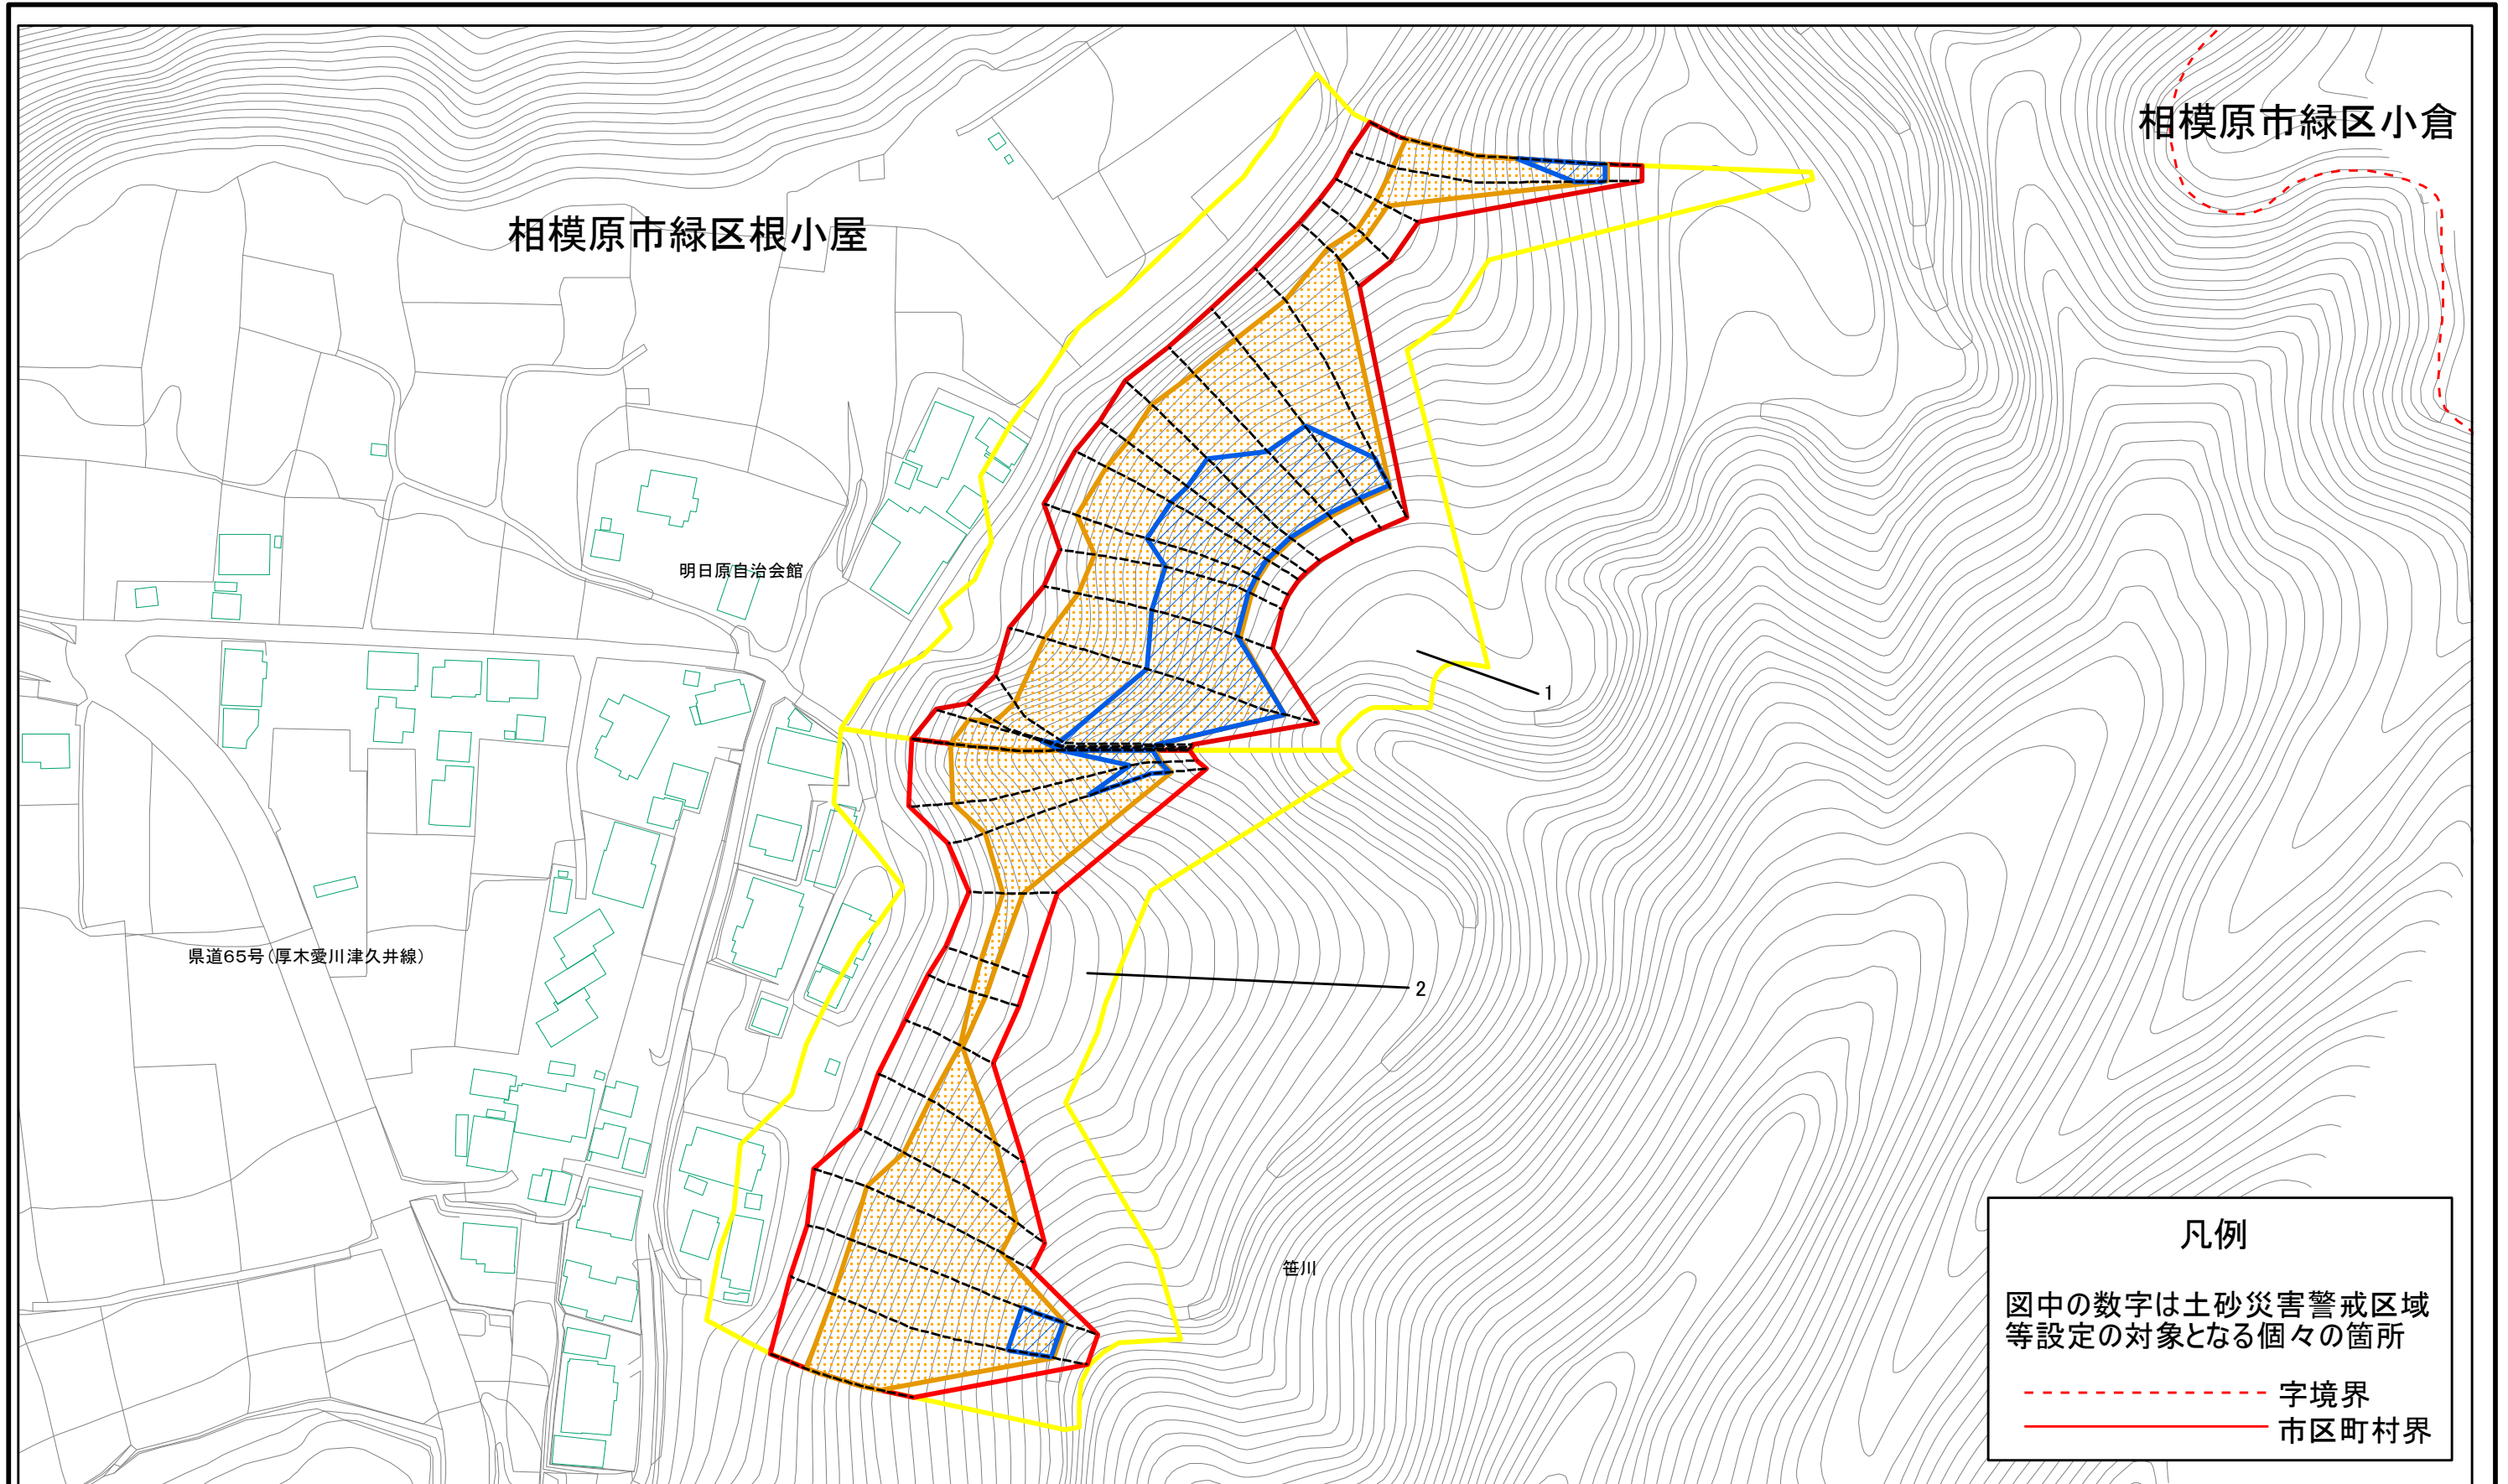 相模原市緑区小倉
相模原市緑区根小屋
明日原自治会館
1
県道65号（厚木愛川津久井線）
2
笹川
凡例
図中の数字は土砂災害警戒区域
等設定の対象となる個々の箇所
字境界
市区町村界